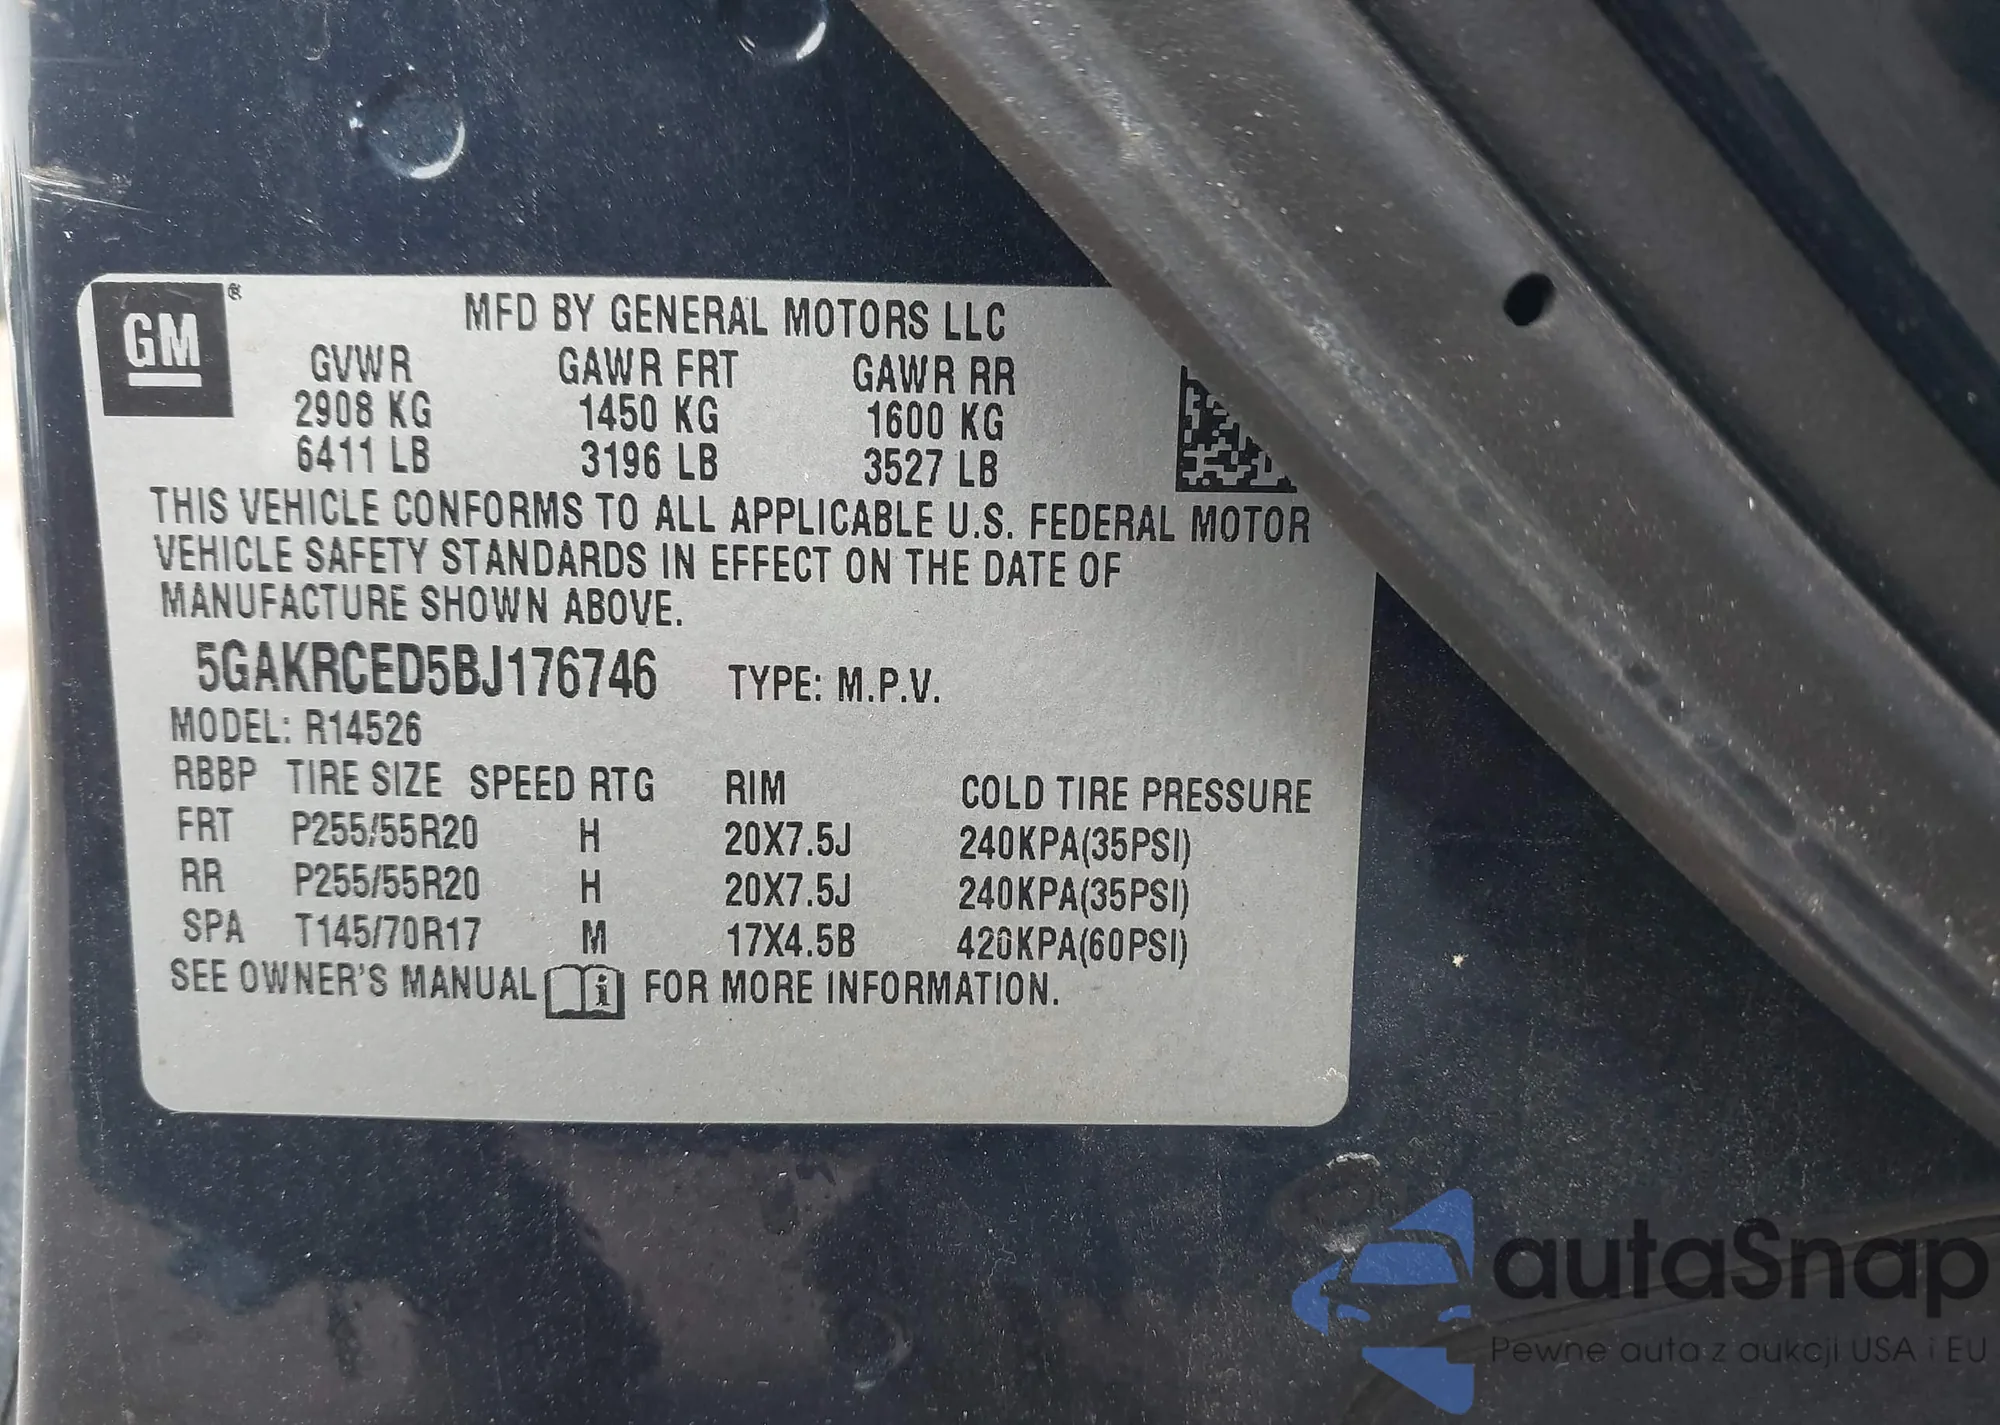 GM ®
MFD BY GENERAL MOTORS LLC
GVWR GAWR FRT GAWR RR
2908 KG 1450 KG 1600 KG
6411 LB 3196 LB 3527 LB
THIS VEHICLE CONFORMS TO ALL APPLICABLE U.S. FEDERAL MOTOR
VEHICLE SAFETY STANDARDS IN EFFECT ON THE DATE OF
MANUFACTURE SHOWN ABOVE.
5GAKRCED5BJ176746 TYPE: M.P.V.
MODEL: R14526
RBBP TIRE SIZE SPEED RTG RIM COLD TIRE PRESSURE
FRT P255/55R20 H 20X7.5J 240KPA(35PSI)
RR P255/55R20 H 20X7.5J 240KPA(35PSI)
SPA T145/70R17 M 17X4.5B 420KPA(60PSI)
SEE OWNER'S MANUAL i FOR MORE INFORMATION.
autaSnap
Pewne auta z aukcji USA i EU